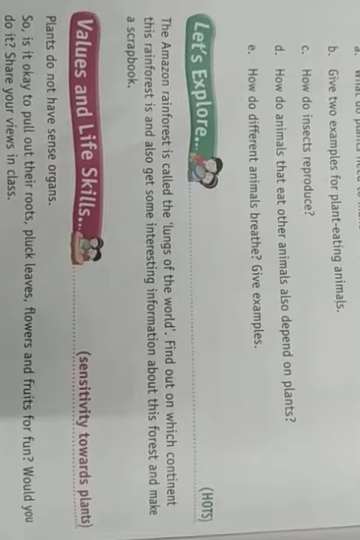 b. Give two examples for plant-eating animals.
c. How do insects reproduce?
d. How do animals that eat other animals also depend on plants?
e. How do different animals breathe? Give examples.
Let's Explore... (HOTS)
The Amazon rainforest is called the 'lungs of the world'. Find out on which continent
this rainforest is and also get some interesting information about this forest and make
a scrapbook.
Values and Life Skills... (sensitivity towards plants)
Plants do not have sense organs.
So, is it okay to pull out their roots, pluck leaves, flowers and fruits for fun? Would you
do it? Share your views in class.